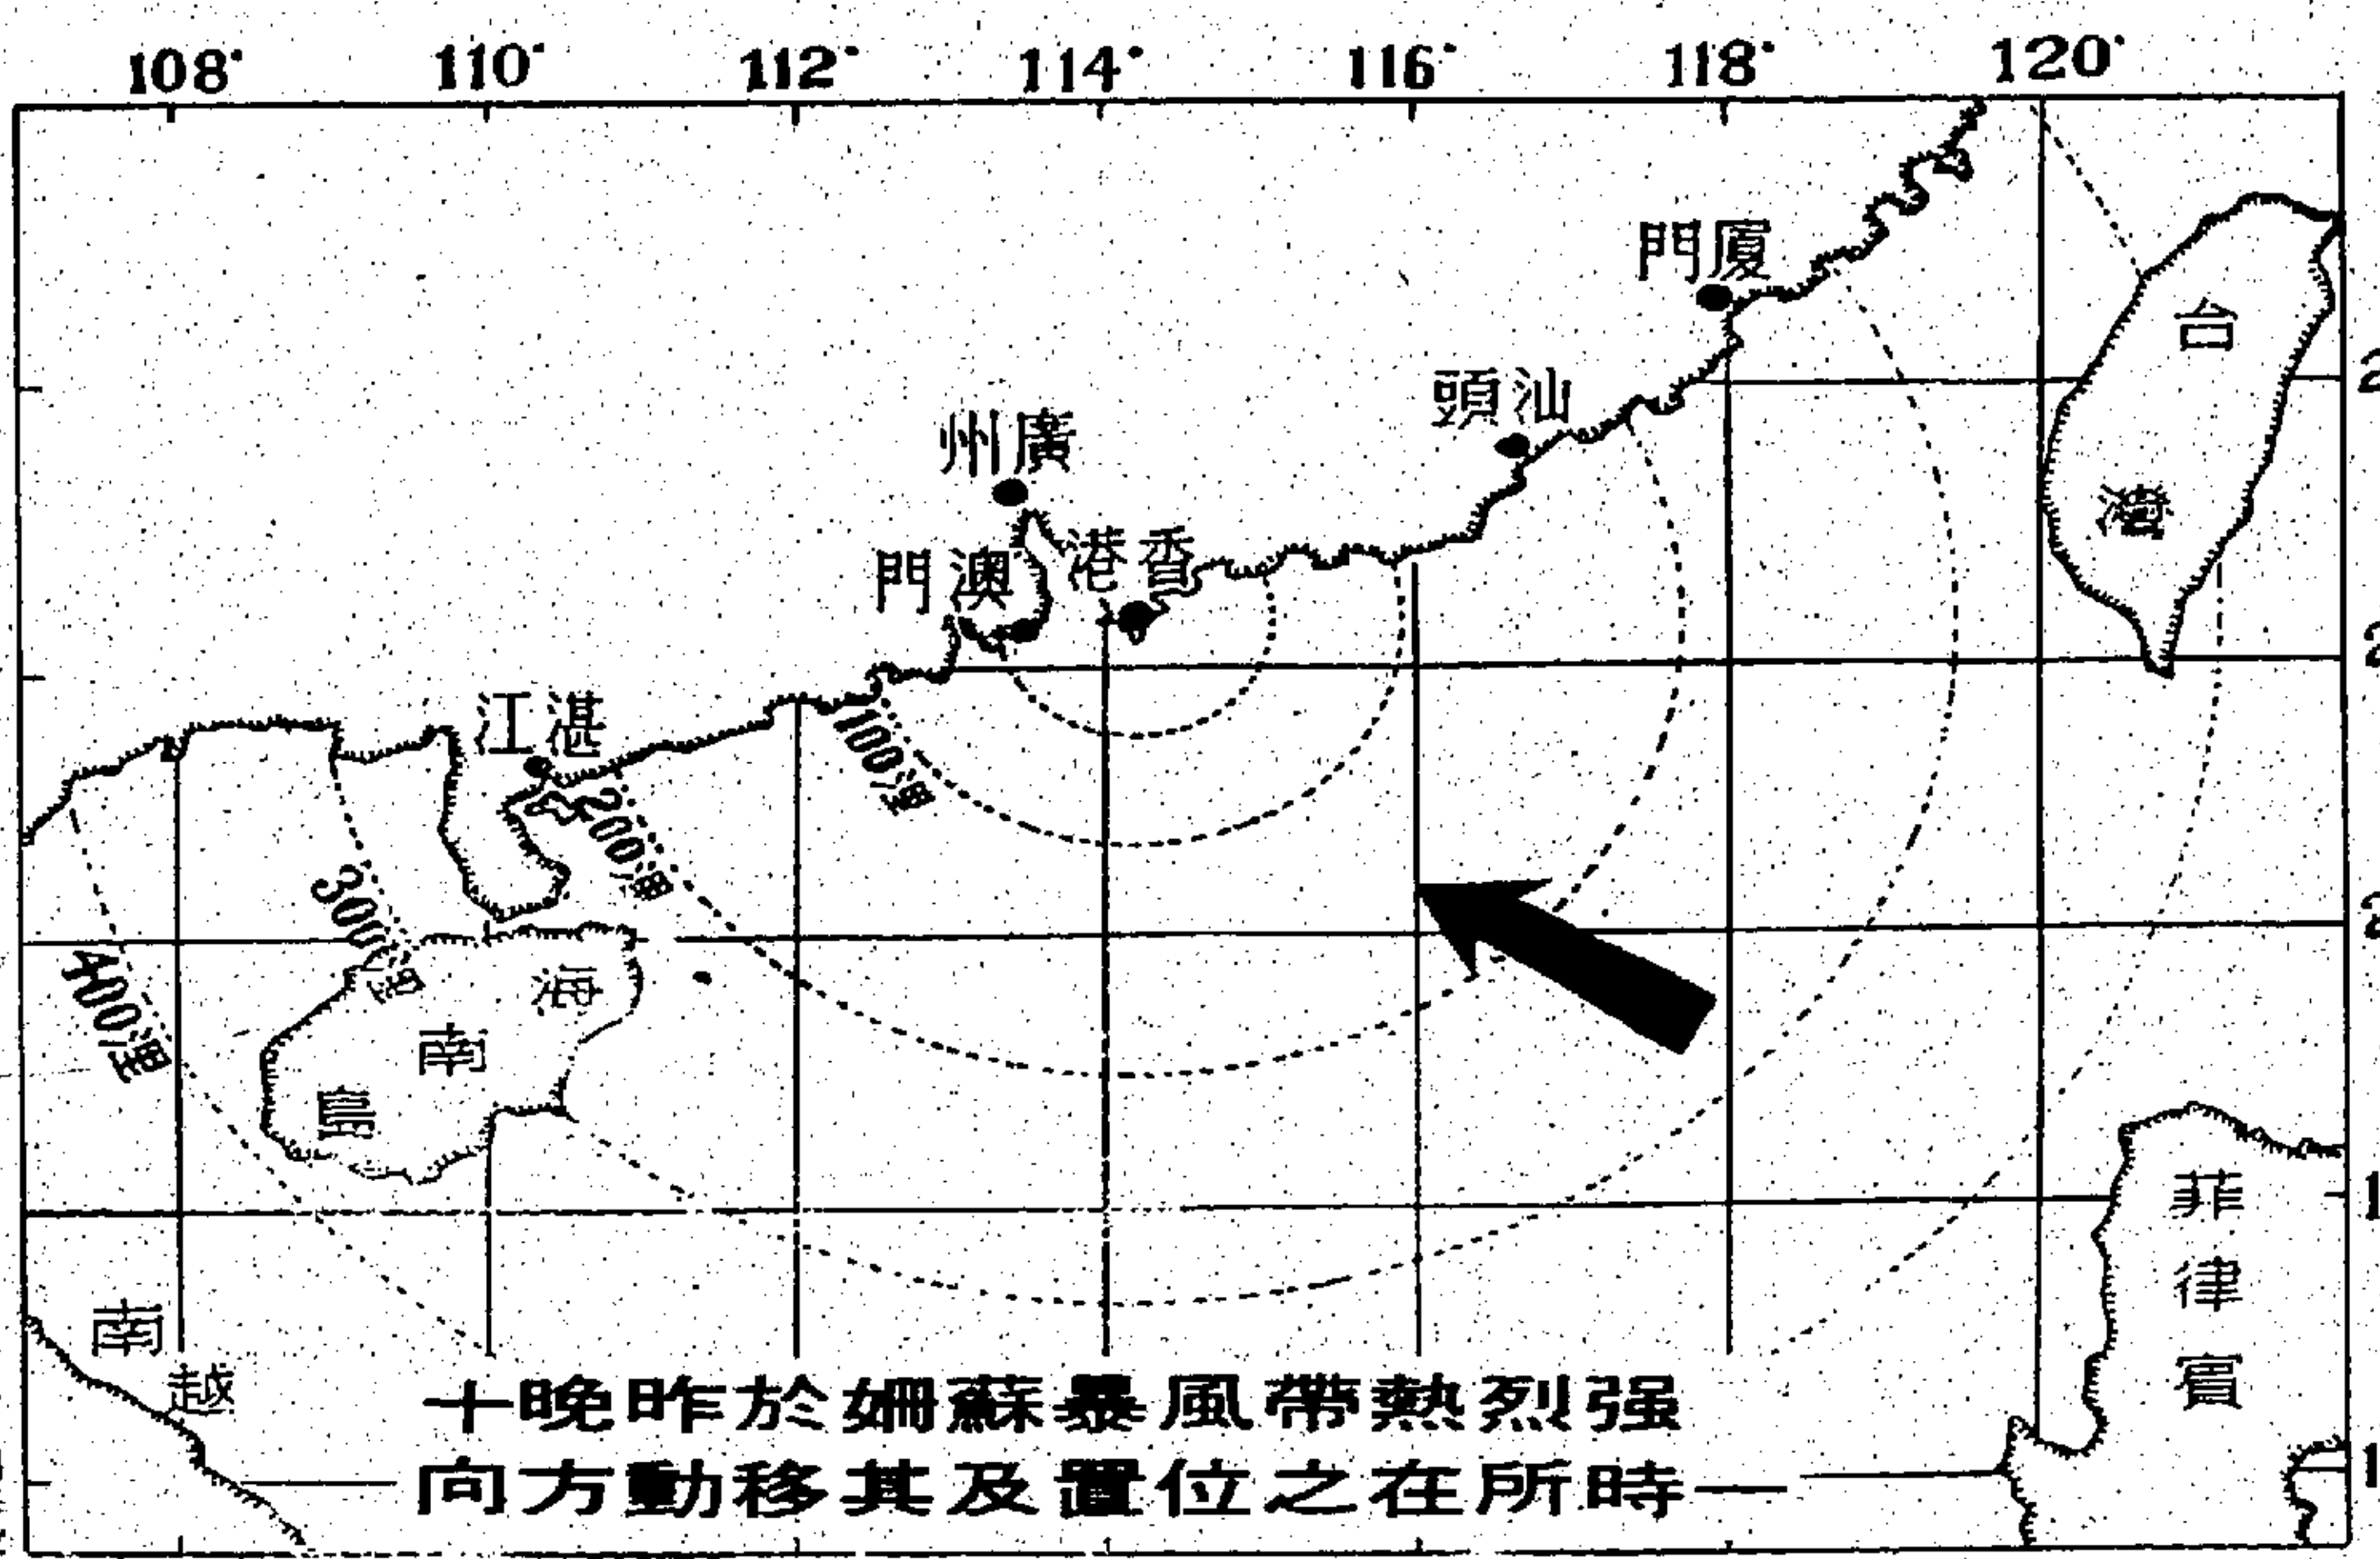 108°
110°
112°
114°
116°
118°
120°
廈門
台灣
汕頭
廣州
香港
澳門
湛江
100浬
200浬
300浬
400浬
海南島
菲律賓
越南
强烈熱帶風暴蘇姍於昨晚十
一時所在之位置及其移動方向